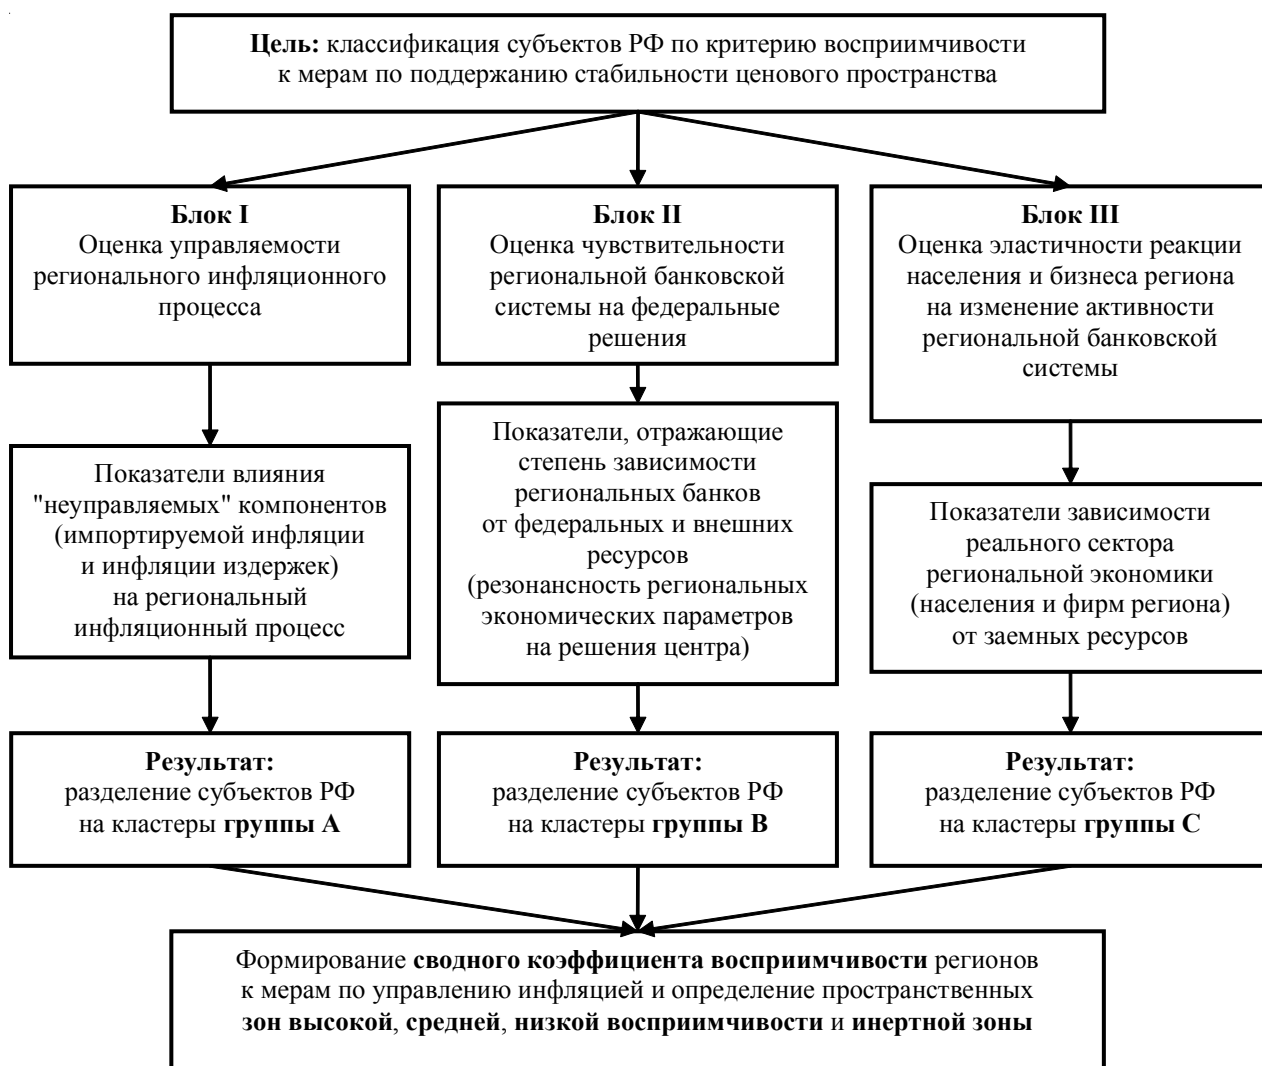 Цель: классификация субъектов РФ по критерию восприимчивости
к мерам по поддержанию стабильности ценового пространства
Блок I
Оценка управляемости
регионального инфляционного
процесса
Блок II
Оценка чувствительности
региональной банковской
системы на федеральные
решения
Блок III
Оценка эластичности реакции
населения и бизнеса региона
на изменение активности
региональной банковской
системы
Показатели влияния
"неуправляемых" компонентов
(импортируемой инфляции
и инфляции издержек)
на региональный
инфляционный процесс
Показатели, отражающие
степень зависимости
региональных банков
от федеральных и внешних
ресурсов
(резонансность региональных
экономических параметров
на решения центра)
Показатели зависимости
реального сектора
региональной экономики
(населения и фирм региона)
от заемных ресурсов
Результат:
разделение субъектов РФ
на кластеры группы А
Результат:
разделение субъектов РФ
на кластеры группы В
Результат:
разделение субъектов РФ
на кластеры группы С
Формирование сводного коэффициента восприимчивости регионов
к мерам по управлению инфляцией и определение пространственных
зон высокой, средней, низкой восприимчивости и инертной зоны